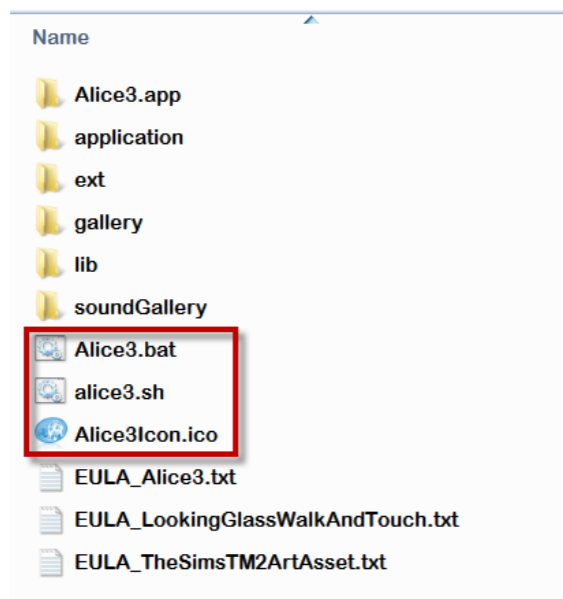 Name
Alice3.app
application
ext
gallery
lib
soundGallery
Alice3.bat
alice3.sh
Alice3Icon.ico
EULA_Alice3.txt
EULA_LookingGlassWalkAndTouch.txt
EULA_TheSimsTM2ArtAsset.txt